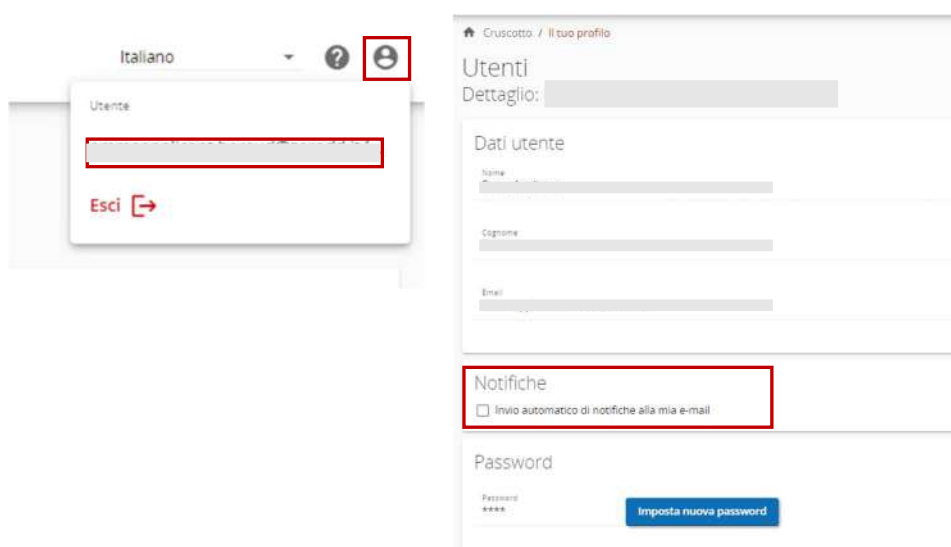 Italiano
Utente
Esci
Cruscotto / Il tuo profilo
Utenti
Dettaglio:
Dati utente
Nome
Cognome
Email
Notifiche
Invio automatico di notifiche alla mia e-mail
Password
Password
****
Imposta nuova password